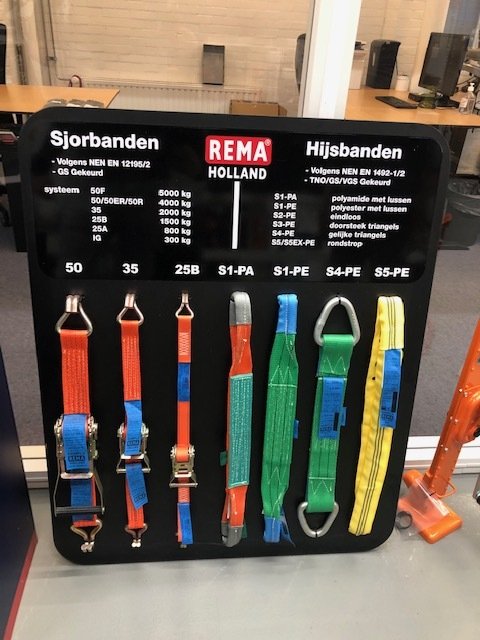 Sjorbanden
- Volgens NEN EN 12195/2
- GS Gekeurd
systeem 50F 5000 kg
50/50ER/50R 4000 kg
35 2000 kg
25B 1500 kg
25A 800 kg
IG 300 kg
REMA
HOLLAND
Hijsbanden
- Volgens NEN EN 1492-1/2
- TNO/GS/VGS Gekeurd
S1-PA polyamide met lussen
S1-PE polyester met lussen
S2-PE eindloos
S3-PE doorsteek triangels
S4-PE gelijke triangels
S5/S5EX-PE rondstrop
50 35 25B S1-PA S1-PE S4-PE S5-PE